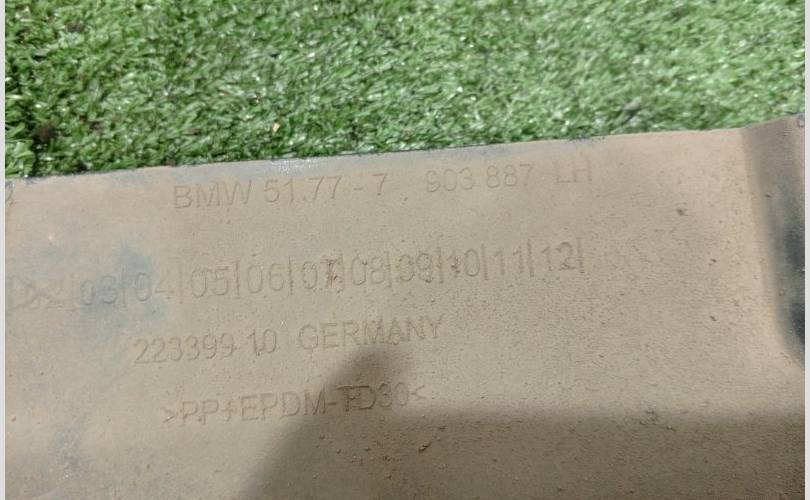 BMW 51.77 - 7 903 887 LH
02|03|04|05|06|07|08|09|10|11|12|
223399 10 GERMANY
>PP+EPDM-TD30<